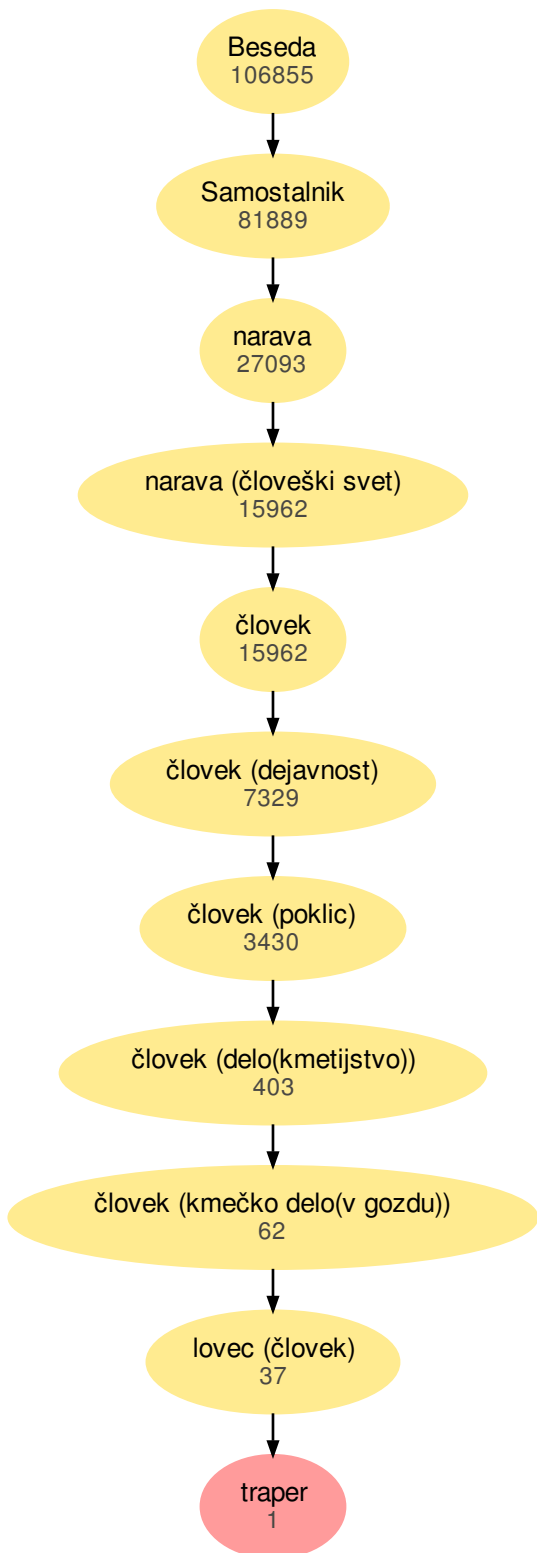 Beseda
106855
Samostalnik
81889
narava
27093
narava (človeški svet)
15962
človek
15962
človek (dejavnost)
7329
človek (poklic)
3430
človek (delo(kmetijstvo))
403
človek (kmečko delo(v gozdu))
62
lovec (človek)
37
traper
1